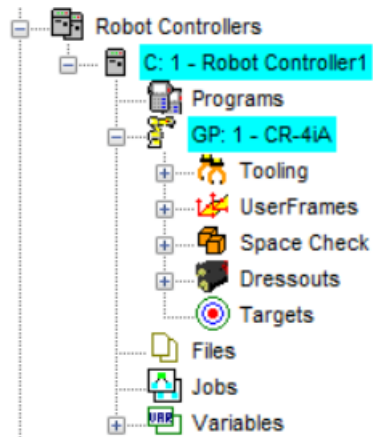 Robot Controllers
C: 1 - Robot Controller1
Programs
GP: 1 - CR-4iA
Tooling
UserFrames
Space Check
Dressouts
Targets
Files
Jobs
VAR Variables